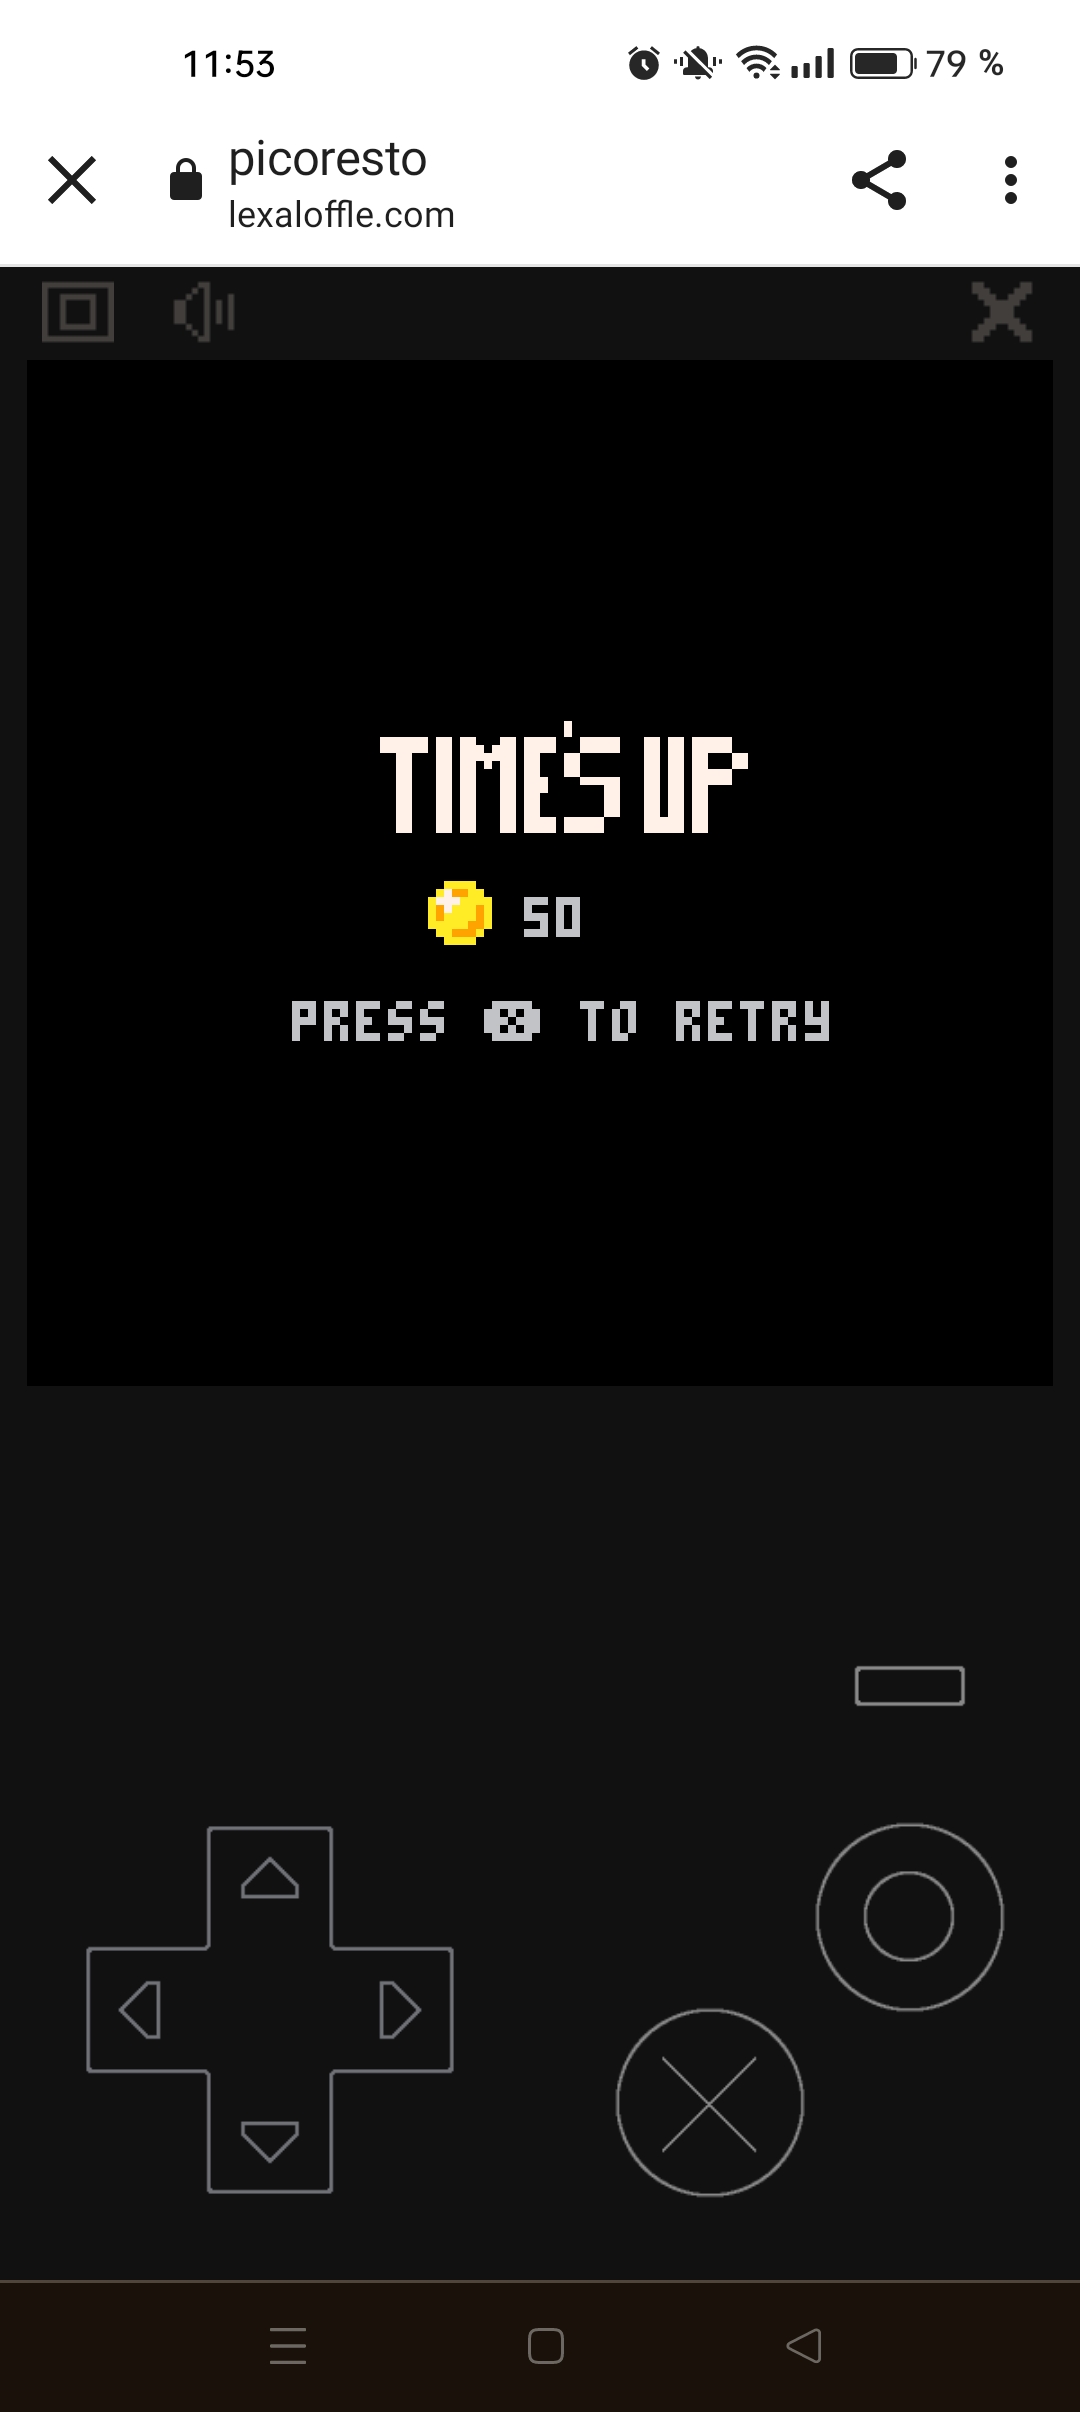 11:53
79 %
picoresto
lexaloffle.com
TIME'S UP
50
PRESS ❎ TO RETRY